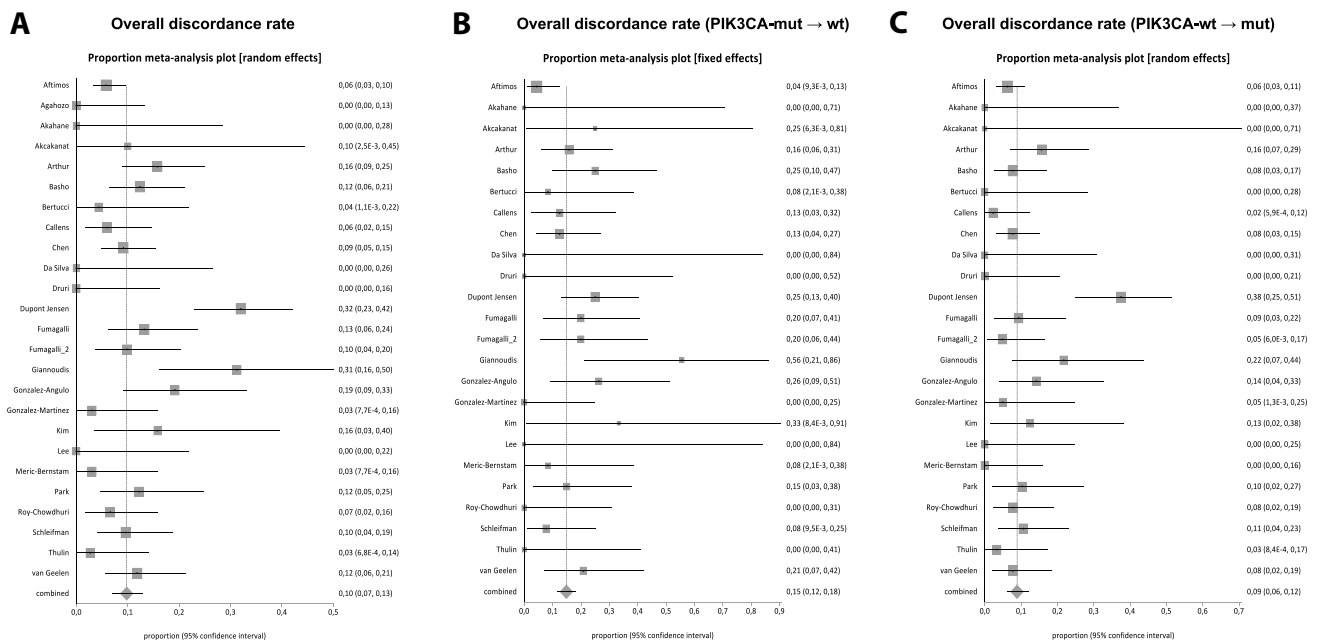 A Overall discordance rate
Proportion meta-analysis plot [random effects]
Aftimos 0,06 (0,03, 0,10)
Agahozo 0,00 (0,00, 0,13)
Akahane 0,00 (0,00, 0,28)
Akcakanat 0,10 (2,5E-3, 0,45)
Arthur 0,16 (0,09, 0,25)
Basho 0,12 (0,06, 0,21)
Bertucci 0,04 (1,1E-3, 0,22)
Callens 0,06 (0,02, 0,15)
Chen 0,09 (0,05, 0,15)
Da Silva 0,00 (0,00, 0,26)
Druri 0,00 (0,00, 0,16)
Dupont Jensen 0,32 (0,23, 0,42)
Fumagalli 0,13 (0,06, 0,24)
Fumagalli_2 0,10 (0,04, 0,20)
Giannoudis 0,31 (0,16, 0,50)
Gonzalez-Angulo 0,19 (0,09, 0,33)
Gonzalez-Martinez 0,03 (7,7E-4, 0,16)
Kim 0,16 (0,03, 0,40)
Lee 0,00 (0,00, 0,22)
Meric-Bernstam 0,03 (7,7E-4, 0,16)
Park 0,12 (0,05, 0,25)
Roy-Chowdhuri 0,07 (0,02, 0,16)
Schleifman 0,10 (0,04, 0,19)
Thulin 0,03 (6,8E-4, 0,14)
van Geelen 0,12 (0,06, 0,21)
combined 0,10 (0,07, 0,13)
0,0 0,1 0,2 0,3 0,4 0,5
proportion (95% confidence interval)
B Overall discordance rate (PIK3CA-mut → wt)
Proportion meta-analysis plot [fixed effects]
Aftimos 0,04 (9,3E-3, 0,13)
Akahane 0,00 (0,00, 0,71)
Akcakanat 0,25 (6,3E-3, 0,81)
Arthur 0,16 (0,06, 0,31)
Basho 0,25 (0,10, 0,47)
Bertucci 0,08 (2,1E-3, 0,38)
Callens 0,13 (0,03, 0,32)
Chen 0,13 (0,04, 0,27)
Da Silva 0,00 (0,00, 0,84)
Druri 0,00 (0,00, 0,52)
Dupont Jensen 0,25 (0,13, 0,40)
Fumagalli 0,20 (0,07, 0,41)
Fumagalli_2 0,20 (0,06, 0,44)
Giannoudis 0,56 (0,21, 0,86)
Gonzalez-Angulo 0,26 (0,09, 0,51)
Gonzalez-Martinez 0,00 (0,00, 0,25)
Kim 0,33 (8,4E-3, 0,91)
Lee 0,00 (0,00, 0,84)
Meric-Bernstam 0,08 (2,1E-3, 0,38)
Park 0,15 (0,03, 0,38)
Roy-Chowdhuri 0,00 (0,00, 0,31)
Schleifman 0,08 (9,5E-3, 0,25)
Thulin 0,00 (0,00, 0,41)
van Geelen 0,21 (0,07, 0,42)
combined 0,15 (0,12, 0,18)
0,0 0,1 0,2 0,3 0,4 0,5 0,6 0,7 0,8 0,9
proportion (95% confidence interval)
C Overall discordance rate (PIK3CA-wt → mut)
Proportion meta-analysis plot [random effects]
Aftimos 0,06 (0,03, 0,11)
Akahane 0,00 (0,00, 0,37)
Akcakanat 0,00 (0,00, 0,71)
Arthur 0,16 (0,07, 0,29)
Basho 0,08 (0,03, 0,17)
Bertucci 0,00 (0,00, 0,28)
Callens 0,02 (5,9E-4, 0,12)
Chen 0,08 (0,03, 0,15)
Da Silva 0,00 (0,00, 0,31)
Druri 0,00 (0,00, 0,21)
Dupont Jensen 0,38 (0,25, 0,51)
Fumagalli 0,09 (0,03, 0,22)
Fumagalli_2 0,05 (6,0E-3, 0,17)
Giannoudis 0,22 (0,07, 0,44)
Gonzalez-Angulo 0,14 (0,04, 0,33)
Gonzalez-Martinez 0,05 (1,3E-3, 0,25)
Kim 0,13 (0,02, 0,38)
Lee 0,00 (0,00, 0,25)
Meric-Bernstam 0,00 (0,00, 0,16)
Park 0,10 (0,02, 0,27)
Roy-Chowdhuri 0,08 (0,02, 0,19)
Schleifman 0,11 (0,04, 0,23)
Thulin 0,03 (8,4E-4, 0,17)
van Geelen 0,08 (0,02, 0,19)
combined 0,09 (0,06, 0,12)
0,0 0,1 0,2 0,3 0,4 0,5 0,6 0,7
proportion (95% confidence interval)